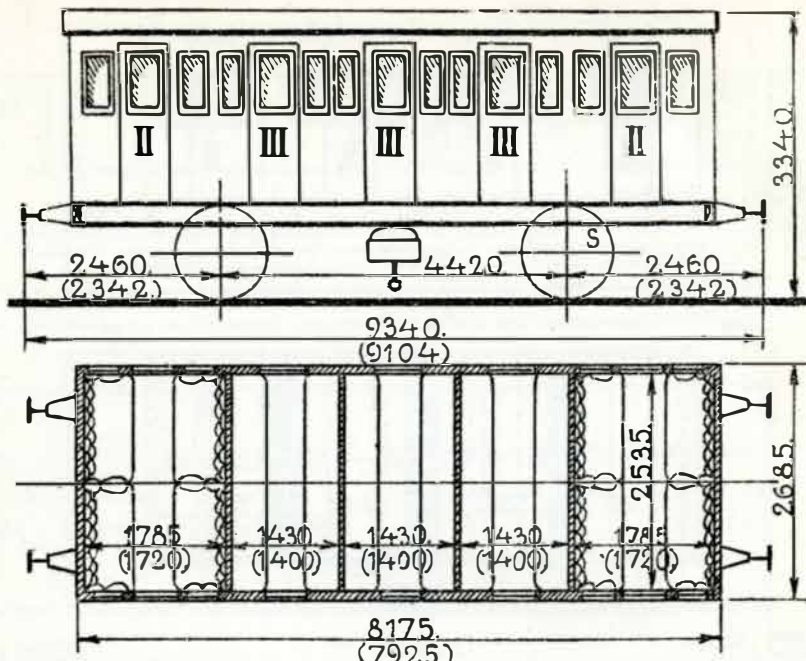 II III III III II
3340.
S
2460. 4420 2460
(2342.) (2342)
9340.
(9104)
2535.
2685.
1785 1430 1430 1430 1785
(1720) (1400) (1400) (1400) (1720)
8175.
(7925)